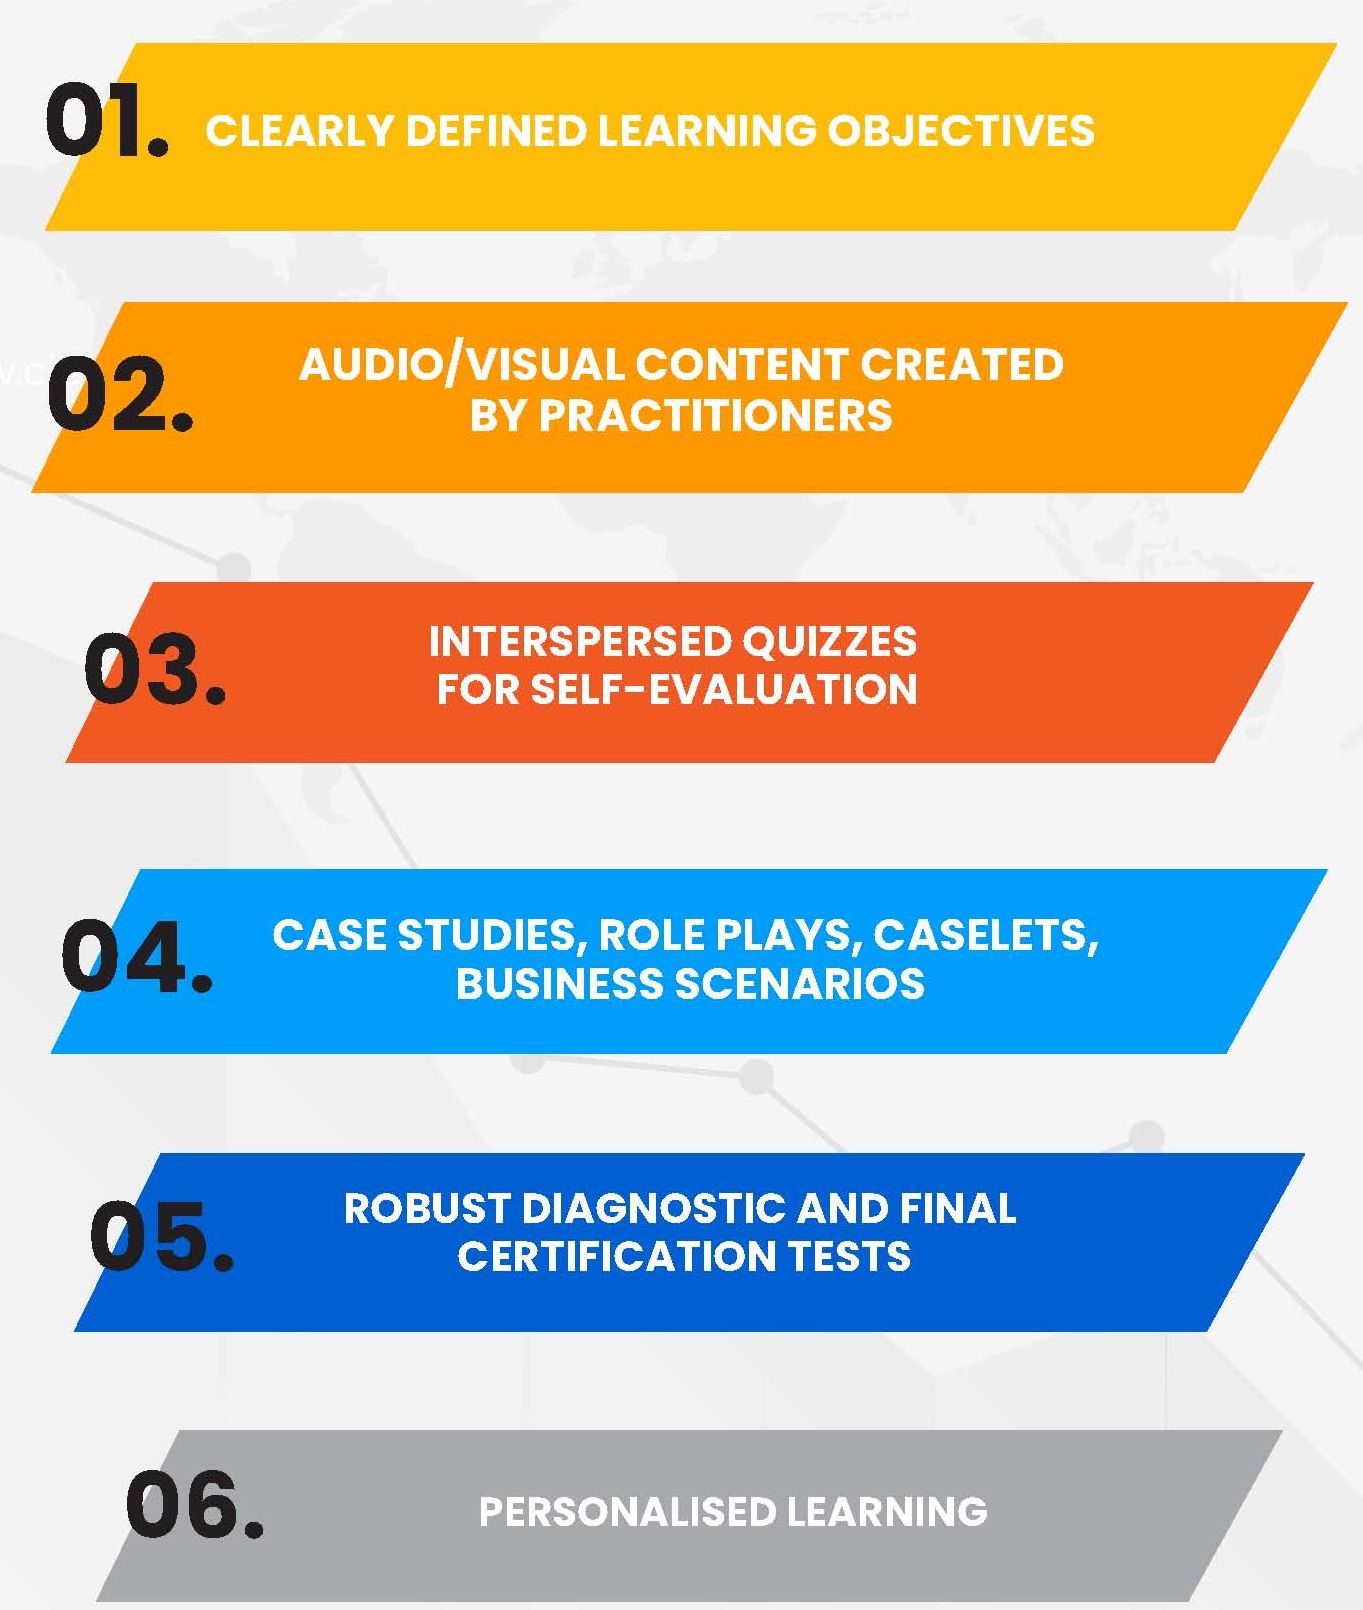 01.
CLEARLY DEFINED LEARNING OBJECTIVES
02.
AUDIO/VISUAL CONTENT CREATED
BY PRACTITIONERS
03.
INTERSPERSED QUIZZES
FOR SELF-EVALUATION
04.
CASE STUDIES, ROLE PLAYS, CASELETS,
BUSINESS SCENARIOS
05.
ROBUST DIAGNOSTIC AND FINAL
CERTIFICATION TESTS
06.
PERSONALISED LEARNING